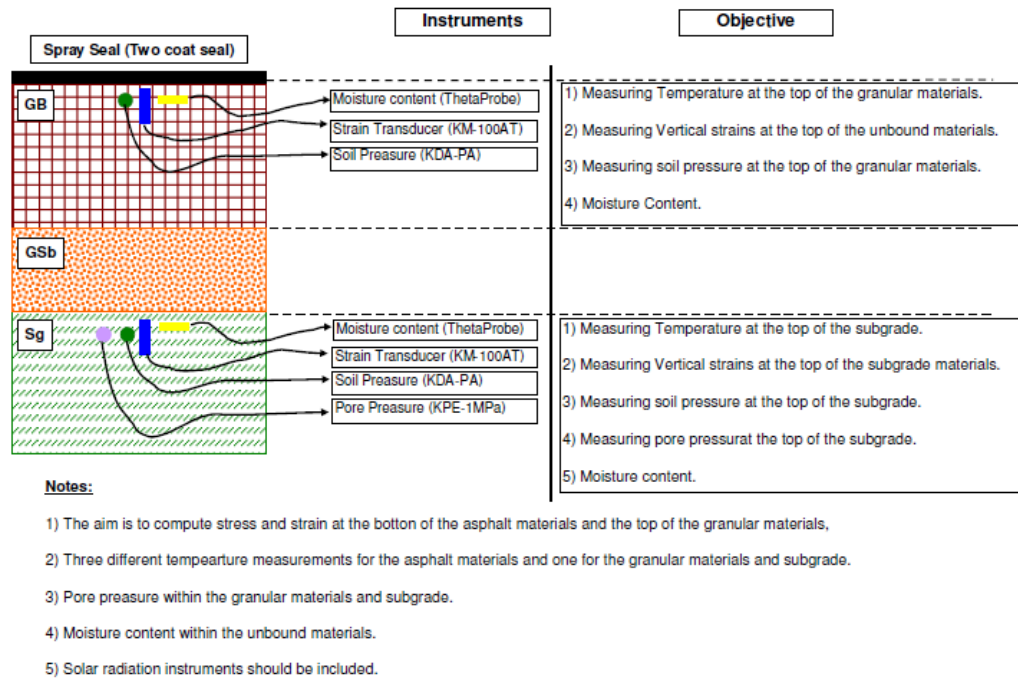 Instruments
Objective
Spray Seal (Two coat seal)
GB
Moisture content (ThetaProbe)
Strain Transducer (KM-100AT)
Soil Preasure (KDA-PA)
1) Measuring Temperature at the top of the granular materials.
2) Measuring Vertical strains at the top of the unbound materials.
3) Measuring soil pressure at the top of the granular materials.
4) Moisture Content.
GSb
Sg
Moisture content (ThetaProbe)
Strain Transducer (KM-100AT)
Soil Preasure (KDA-PA)
Pore Preasure (KPE-1MPa)
1) Measuring Temperature at the top of the subgrade.
2) Measuring Vertical strains at the top of the subgrade materials.
3) Measuring soil pressure at the top of the subgrade.
4) Measuring pore pressurat the top of the subgrade.
5) Moisture content.
Notes:
1) The aim is to compute stress and strain at the botton of the asphalt materials and the top of the granular materials,
2) Three different tempearture measurements for the asphalt materials and one for the granular materials and subgrade.
3) Pore preasure within the granular materials and subgrade.
4) Moisture content within the unbound materials.
5) Solar radiation instruments should be included.